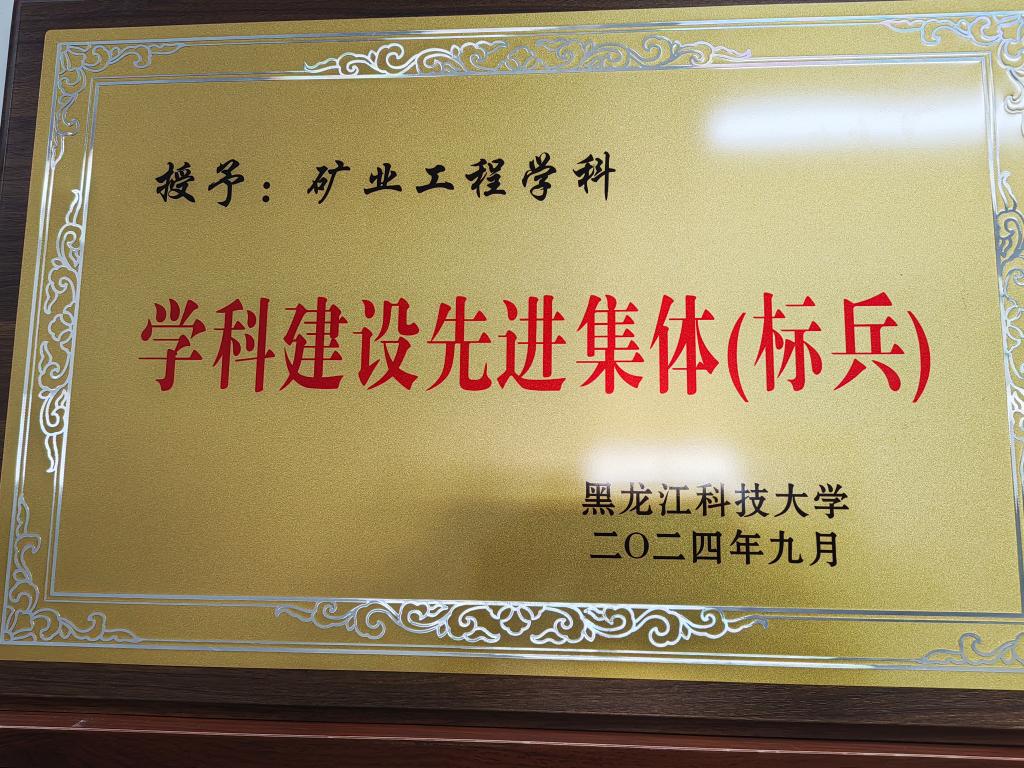 授予：矿业工程学科
学科建设先进集体(标兵)
黑龙江科技大学
二〇二四年九月